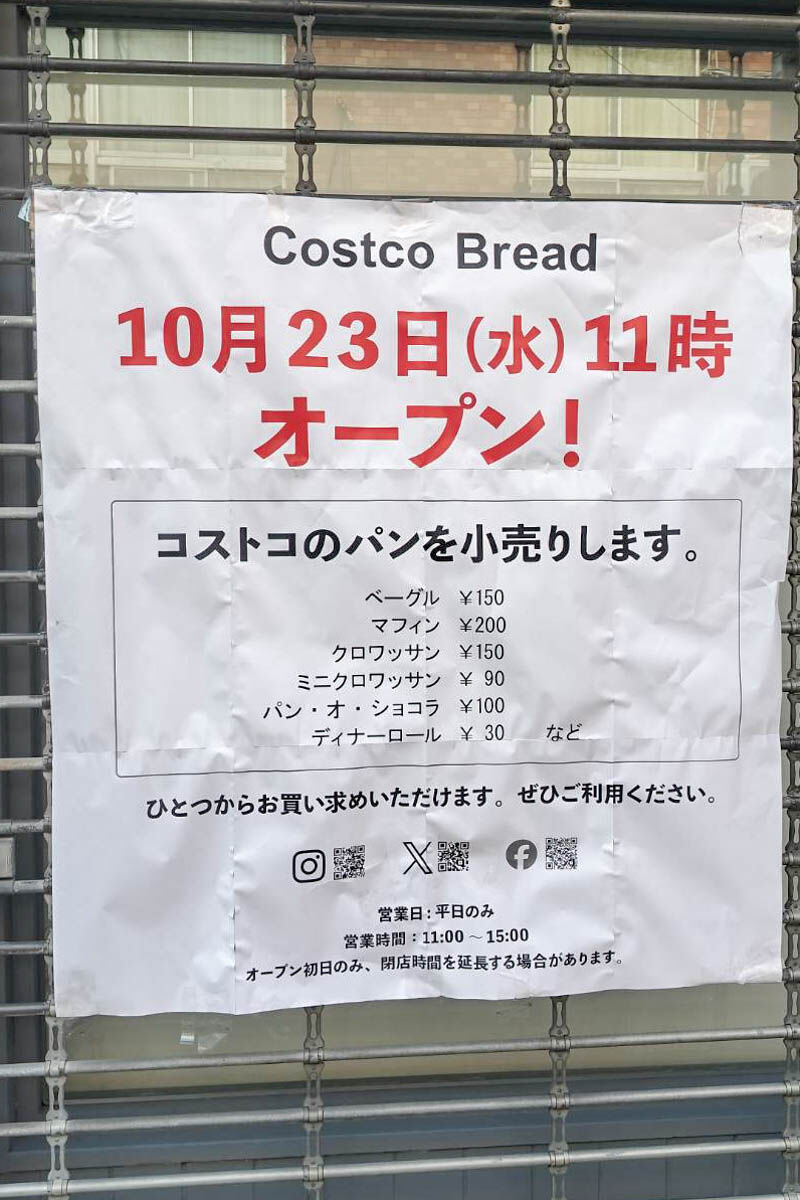 Costco Bread
10月23日(水)11時
オープン!
コストコのパンを小売りします。
ベーグル ¥150
マフィン ¥200
クロワッサン ¥150
ミニクロワッサン ¥ 90
パン・オ・ショコラ ¥100
ディナーロール ¥ 30 など
ひとつからお買い求めいただけます。ぜひご利用ください。
営業日:平日のみ
営業時間:11:00～15:00
オープン初日のみ、閉店時間を延長する場合があります。